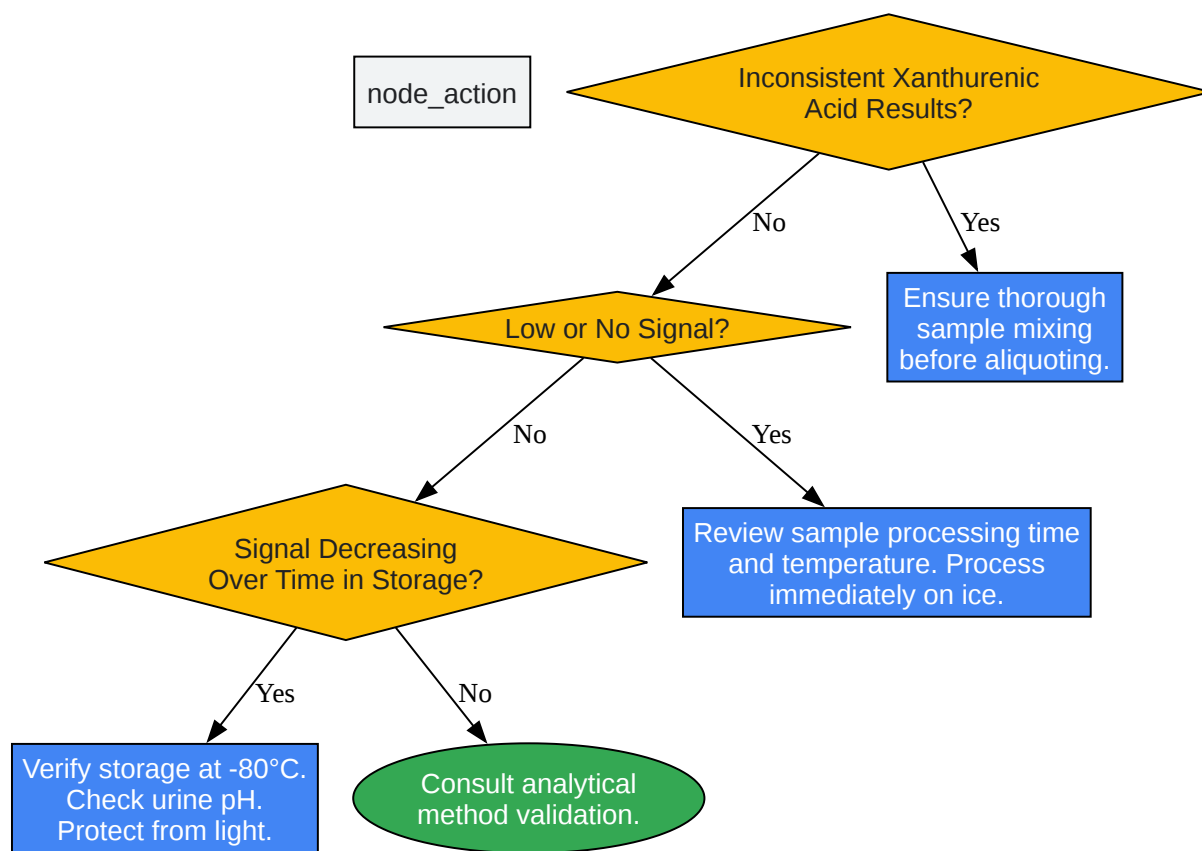 node_action
Inconsistent Xanthurenic
Acid Results?
No
Yes
Ensure thorough
sample mixing
before aliquoting.
Low or No Signal?
No
Yes
Signal Decreasing
Over Time in Storage?
Review sample processing time
and temperature. Process
immediately on ice.
Yes
No
Verify storage at -80°C.
Check urine pH.
Protect from light.
Consult analytical
method validation.